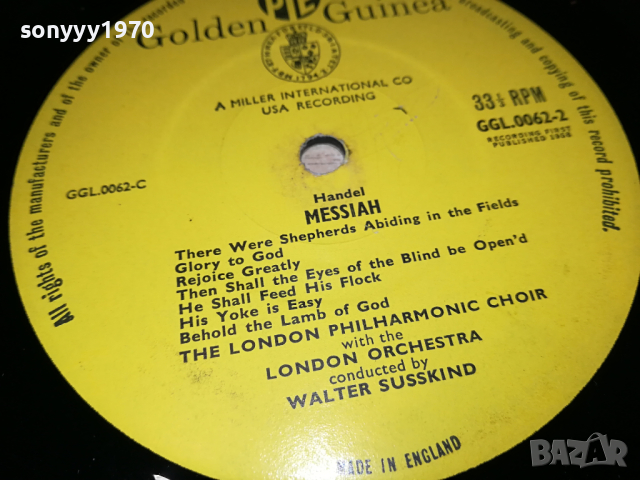 sonyyy1970
PYE
Golden Guinea
A MILLER INTERNATIONAL CO
USA RECORDING
33⅓ RPM
GGL.0062-2
RECORDING FIRST
PUBLISHED
GGL.0062-C
Handel
MESSIAH
There Were Shepherds Abiding in the Fields
Glory to God
Rejoice Greatly
Then Shall the Eyes of the Blind be Open'd
He Shall Feed His Flock
His Yoke is Easy
Behold the Lamb of God
THE LONDON PHILHARMONIC CHOIR
with the
LONDON ORCHESTRA
conducted by
WALTER SUSSKIND
MADE IN ENGLAND
All rights of the manufacturers and of the owner of the recorded
broadcasting and copying of this record prohibited.
BAZAR